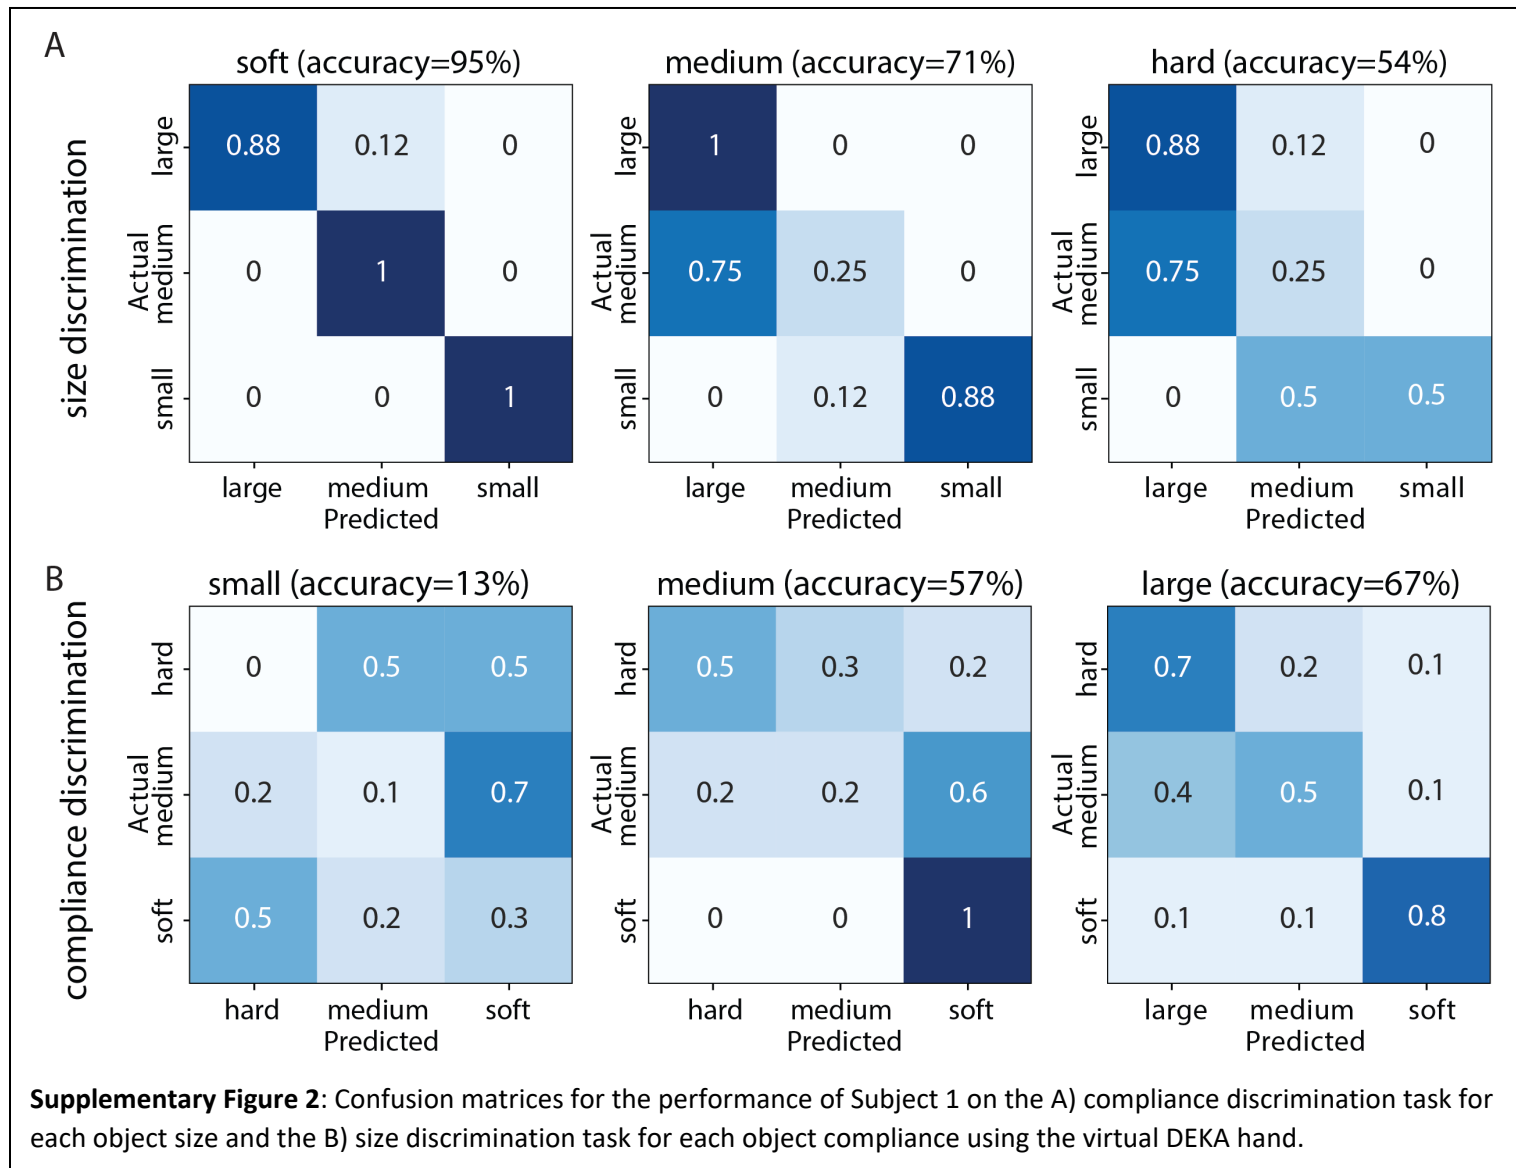 A
soft (accuracy=95%)
medium (accuracy=71%)
hard (accuracy=54%)
size discrimination
large
Actual
medium
small
0.88 0.12 0
0 1 0
0 0 1
large medium small
Predicted
large
Actual
medium
small
1 0 0
0.75 0.25 0
0 0.12 0.88
large medium small
Predicted
large
Actual
medium
small
0.88 0.12 0
0.75 0.25 0
0 0.5 0.5
large medium small
Predicted
B
small (accuracy=13%)
medium (accuracy=57%)
large (accuracy=67%)
compliance discrimination
hard
Actual
medium
soft
0 0.5 0.5
0.2 0.1 0.7
0.5 0.2 0.3
hard medium soft
Predicted
hard
Actual
medium
soft
0.5 0.3 0.2
0.2 0.2 0.6
0 0 1
hard medium soft
Predicted
hard
Actual
medium
soft
0.7 0.2 0.1
0.4 0.5 0.1
0.1 0.1 0.8
large medium soft
Predicted
Supplementary Figure 2: Confusion matrices for the performance of Subject 1 on the A) compliance discrimination task for
each object size and the B) size discrimination task for each object compliance using the virtual DEKA hand.